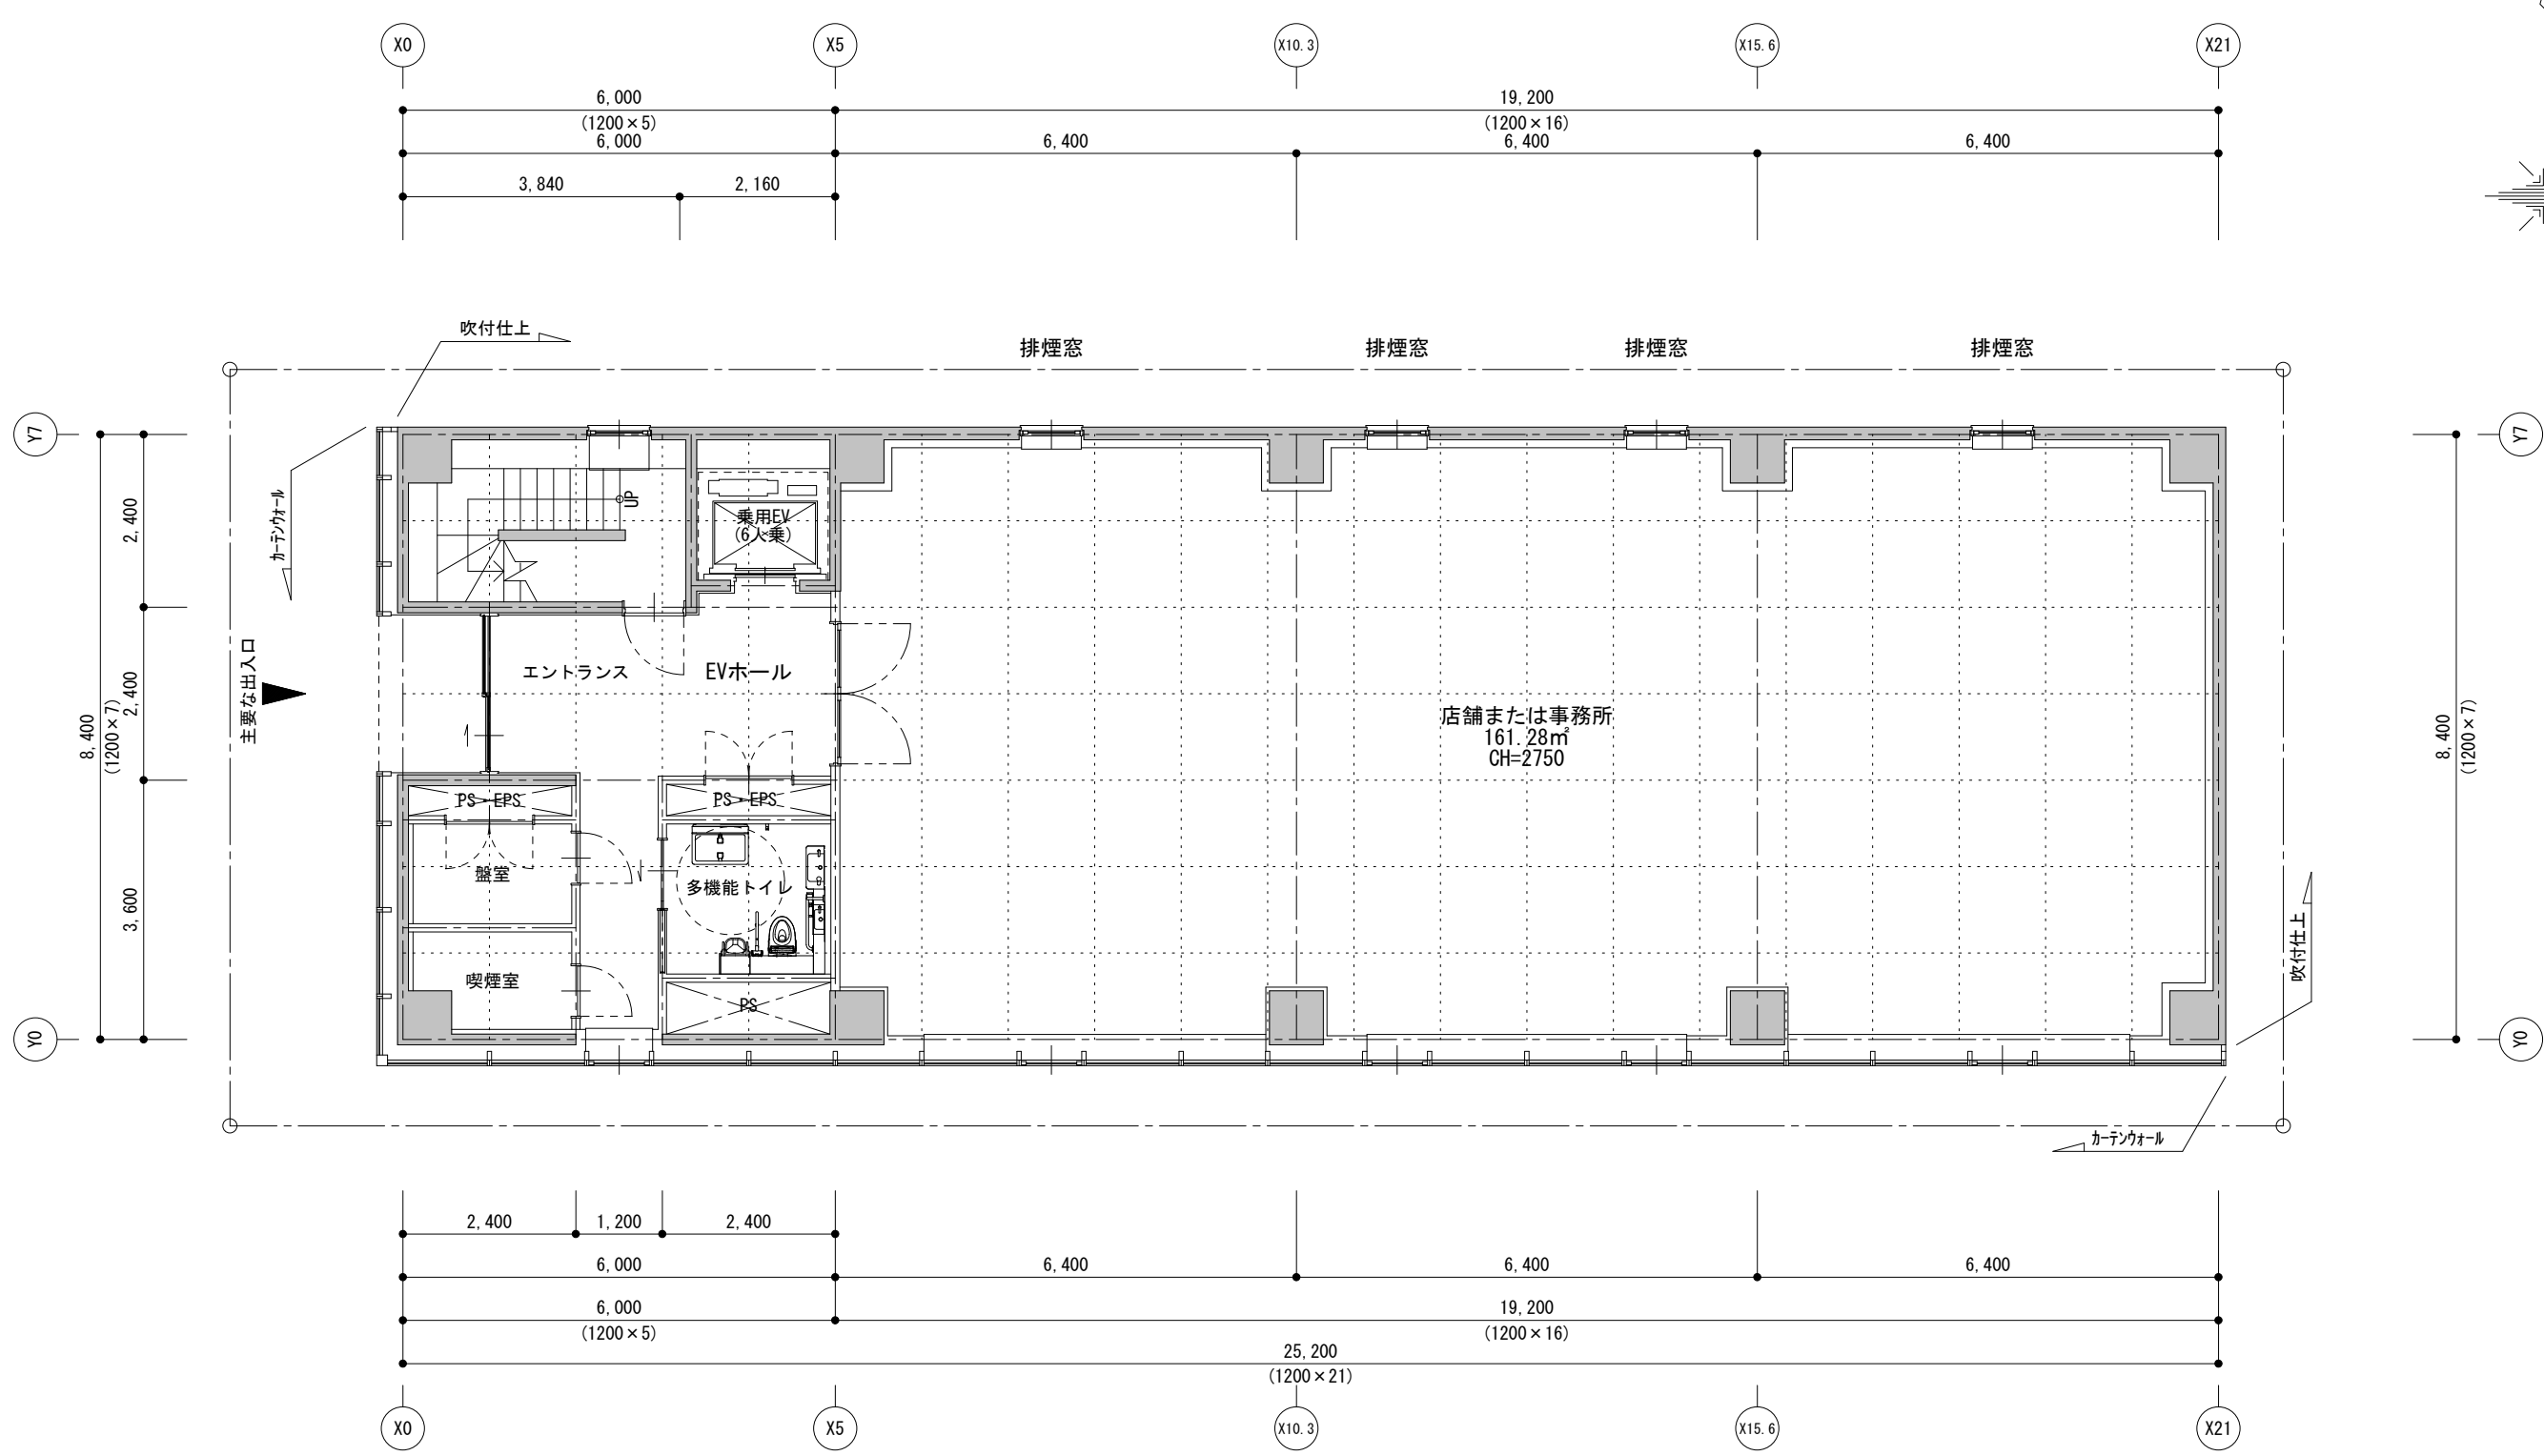 X0
X5
X10.3
X15.6
X21
6,000
19,200
(1200×5)
(1200×16)
6,000
6,400
6,400
6,400
3,840
2,160
吹付仕上
排煙窓
排煙窓
排煙窓
排煙窓
Y7
Y7
カーテンウォール
2,400
UP
乗用EV
(6人乗)
主要な出入口
エントランス
EVホール
2,400
8,400
(1200×7)
店舗または事務所
161.28㎡
CH=2750
8,400
(1200×7)
PS・EPS
PS・EPS
盤室
多機能トイレ
3,600
喫煙室
PS
吹付仕上
Y0
Y0
カーテンウォール
2,400
1,200
2,400
6,000
6,400
6,400
6,400
6,000
19,200
(1200×5)
(1200×16)
25,200
(1200×21)
X0
X5
X10.3
X15.6
X21